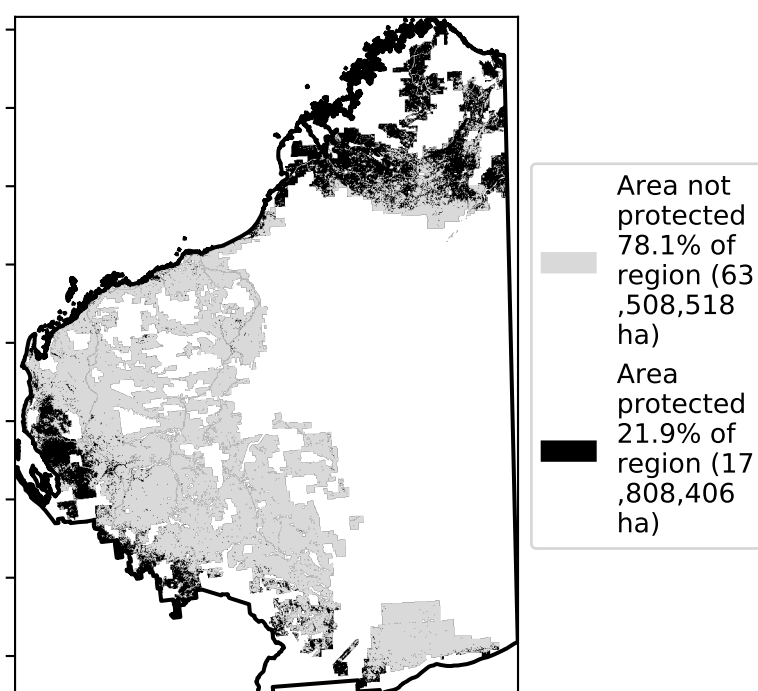 Area not
protected
78.1% of
region (63
,508,518
ha)
Area
protected
21.9% of
region (17
,808,406
ha)